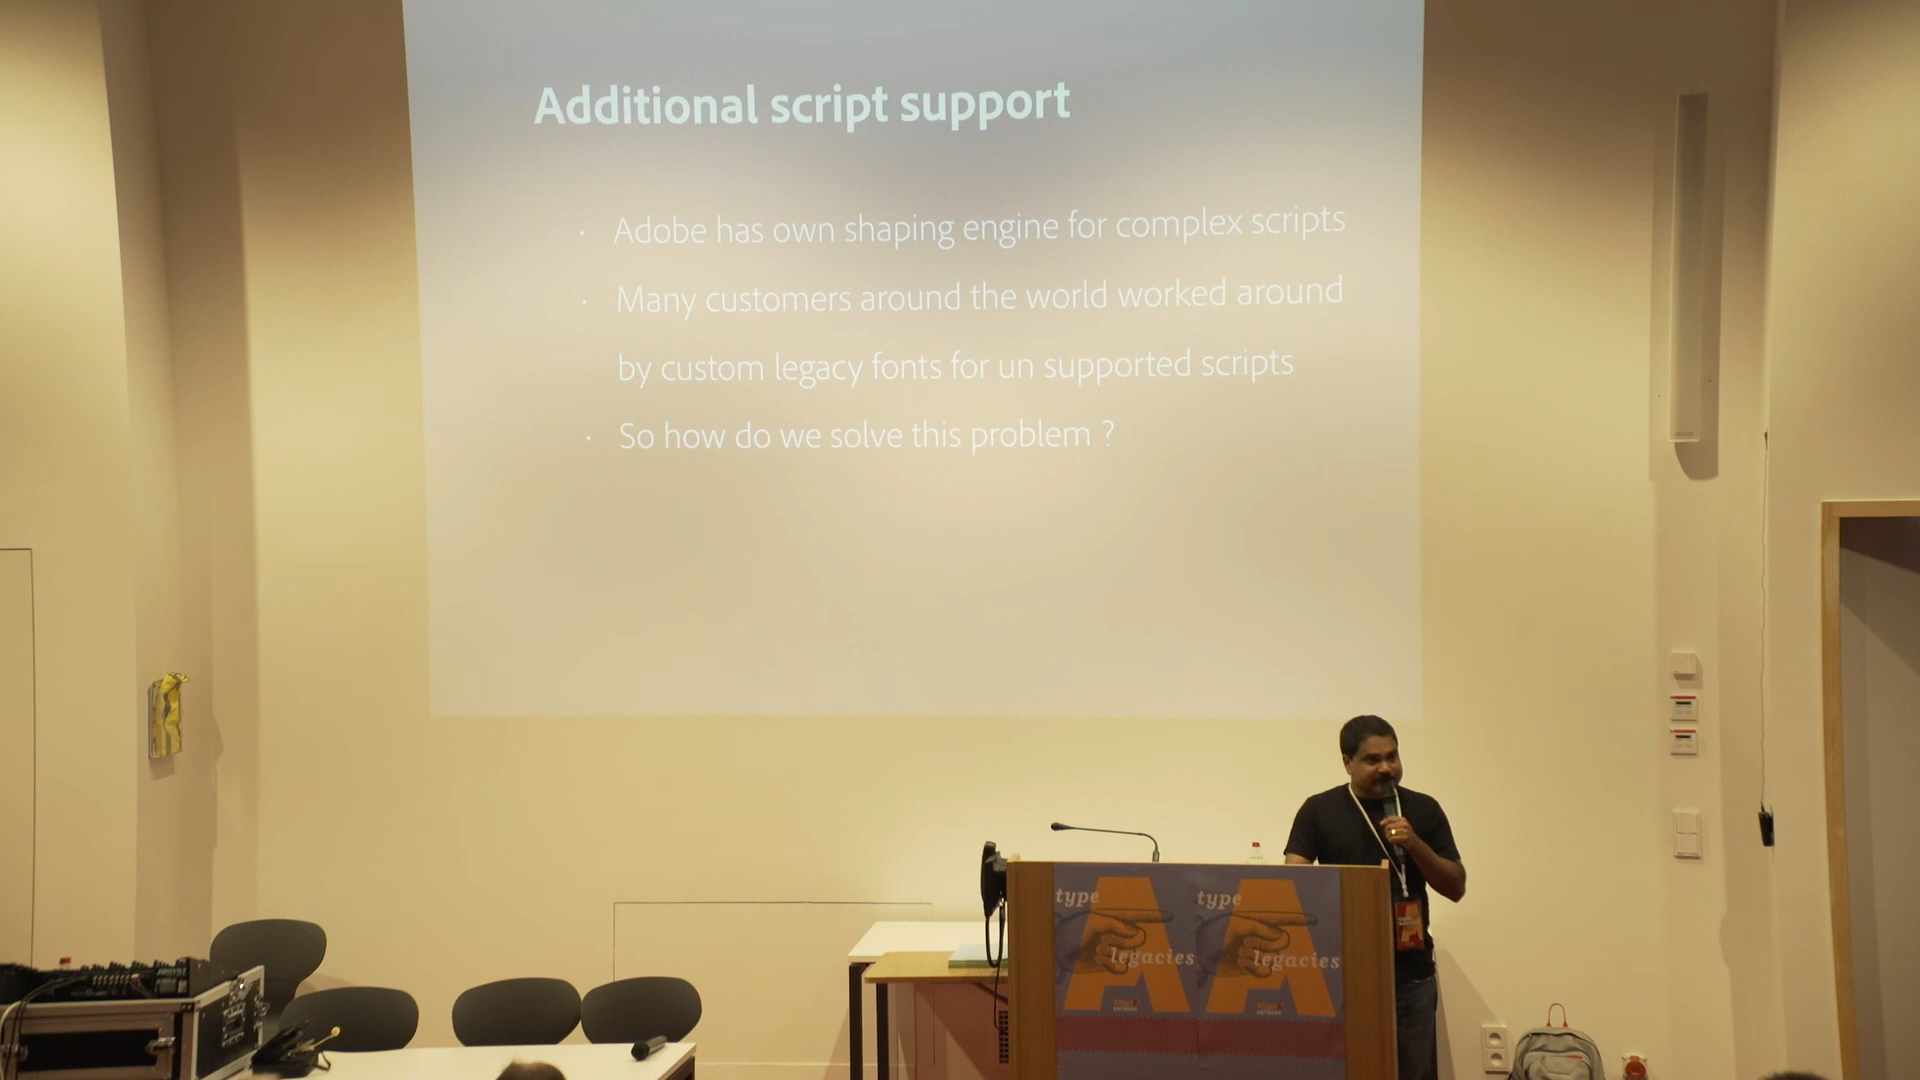 Additional script support
· Adobe has own shaping engine for complex scripts
· Many customers around the world worked around
by custom legacy fonts for un supported scripts
· So how do we solve this problem ?
type
legacies
type
legacies